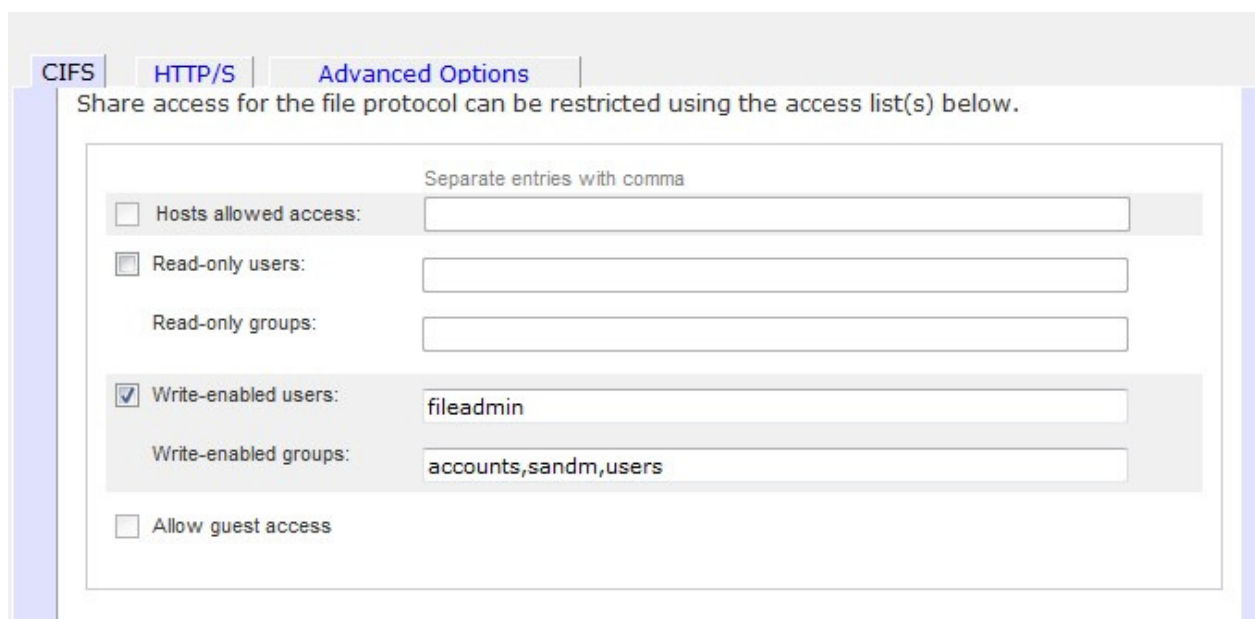 CIFS HTTP/S Advanced Options
Share access for the file protocol can be restricted using the access list(s) below.
Separate entries with comma
Hosts allowed access:
Read-only users:
Read-only groups:
Write-enabled users: fileadmin
Write-enabled groups: accounts,sandm,users
Allow guest access